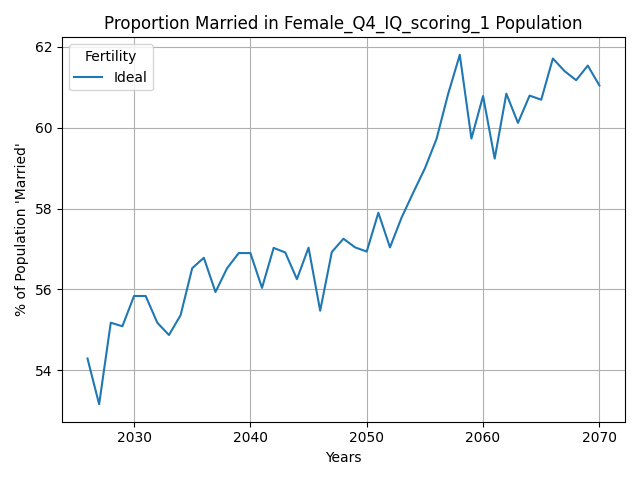 Proportion Married in Female_Q4_IQ_scoring_1 Population
Fertility
Ideal
% of Population 'Married'
62
60
58
56
54
2030 2040 2050 2060 2070
Years